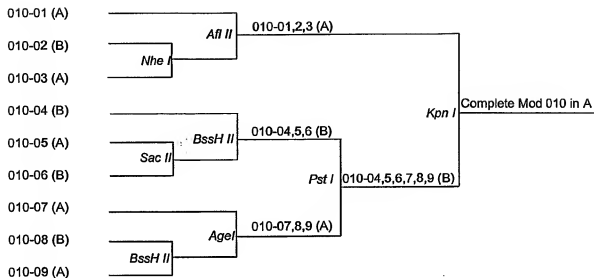 010-01 (A)
Afl II
010-01,2,3 (A)
010-02 (B)
Nhe I
010-03 (A)
010-04 (B)
Kpn I
Complete Mod 010 in A
BssH II
010-04,5,6 (B)
010-05 (A)
Sac II
010-06 (B)
Pst I
010-04,5,6,7,8,9 (B)
010-07 (A)
AgeI
010-07,8,9 (A)
010-08 (B)
BssH II
010-09 (A)